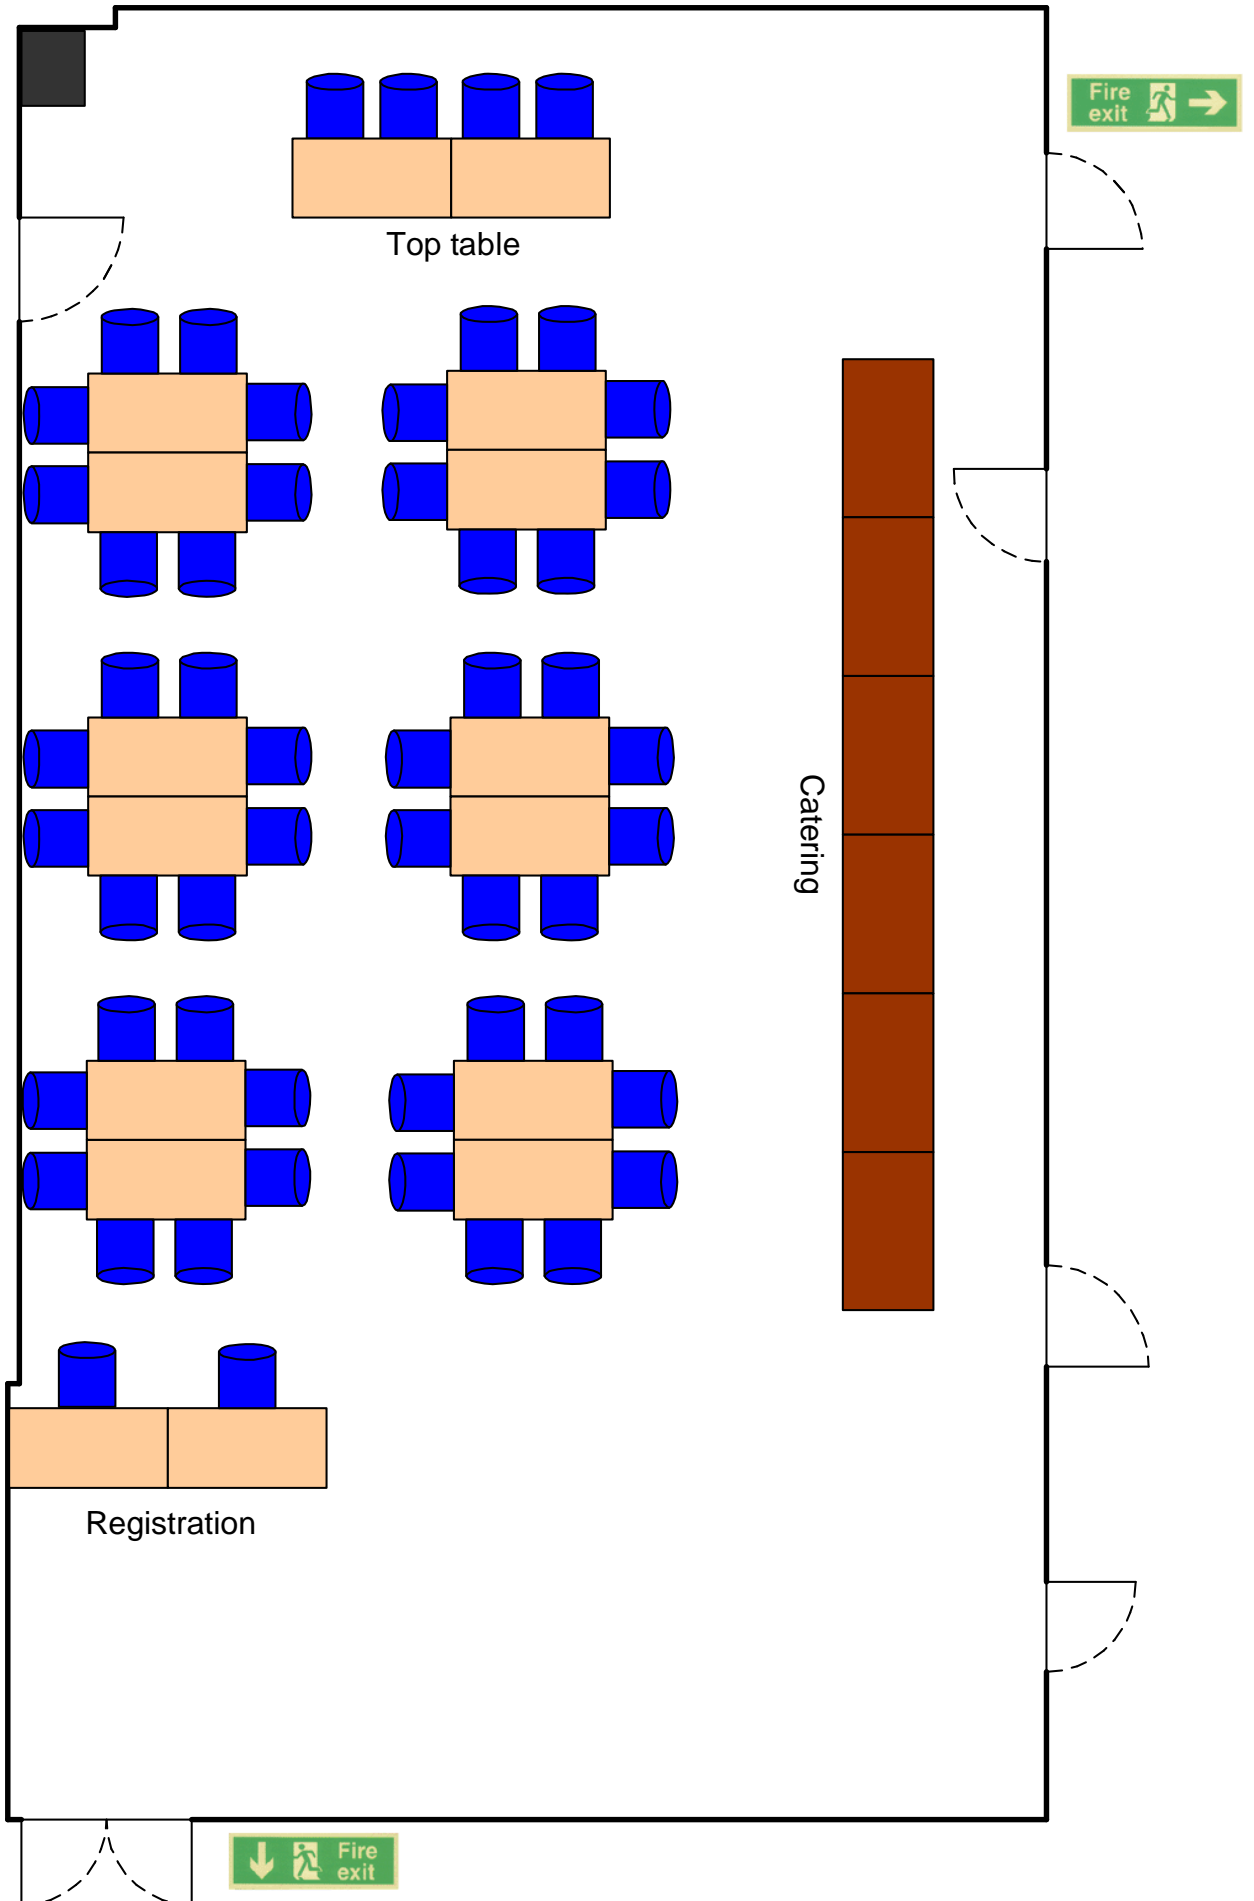 Fire
exit
Top table
Catering
Registration
Fire
exit